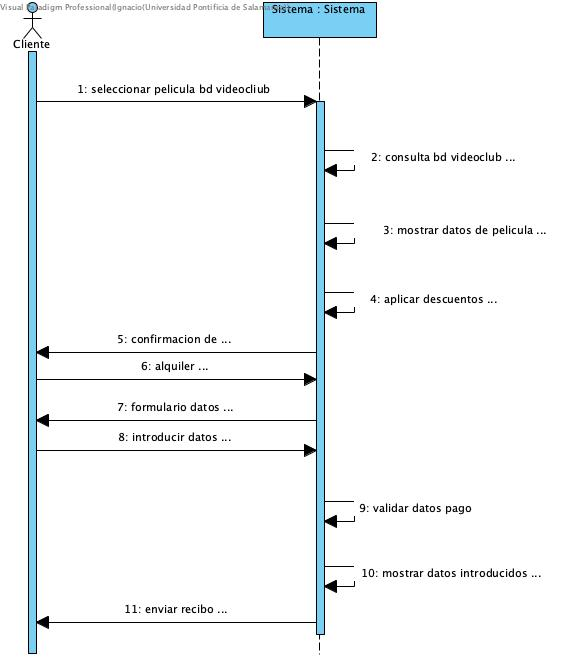 Visual Paradigm Professional(Ignacio(Universidad Pontificia de Salamanca
Sistema : Sistema
Cliente
1: seleccionar pelicula bd videocliub
2: consulta bd videoclub ...
3: mostrar datos de pelicula ...
4: aplicar descuentos ...
5: confirmacion de ...
6: alquiler ...
7: formulario datos ...
8: introducir datos ...
9: validar datos pago
10: mostrar datos introducidos ...
11: enviar recibo ...